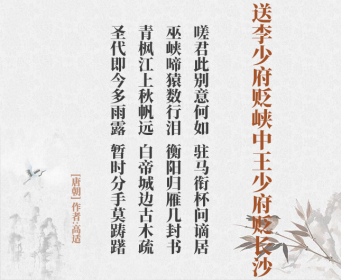 送李少府贬峡中王少府贬长沙
嗟君此别意何如 驻马衔杯问谪居
巫峡啼猿数行泪 衡阳归雁几封书
青枫江上秋帆远 白帝城边古木疏
圣代即今多雨露 暂时分手莫踌躇
[唐朝] 作者:高适